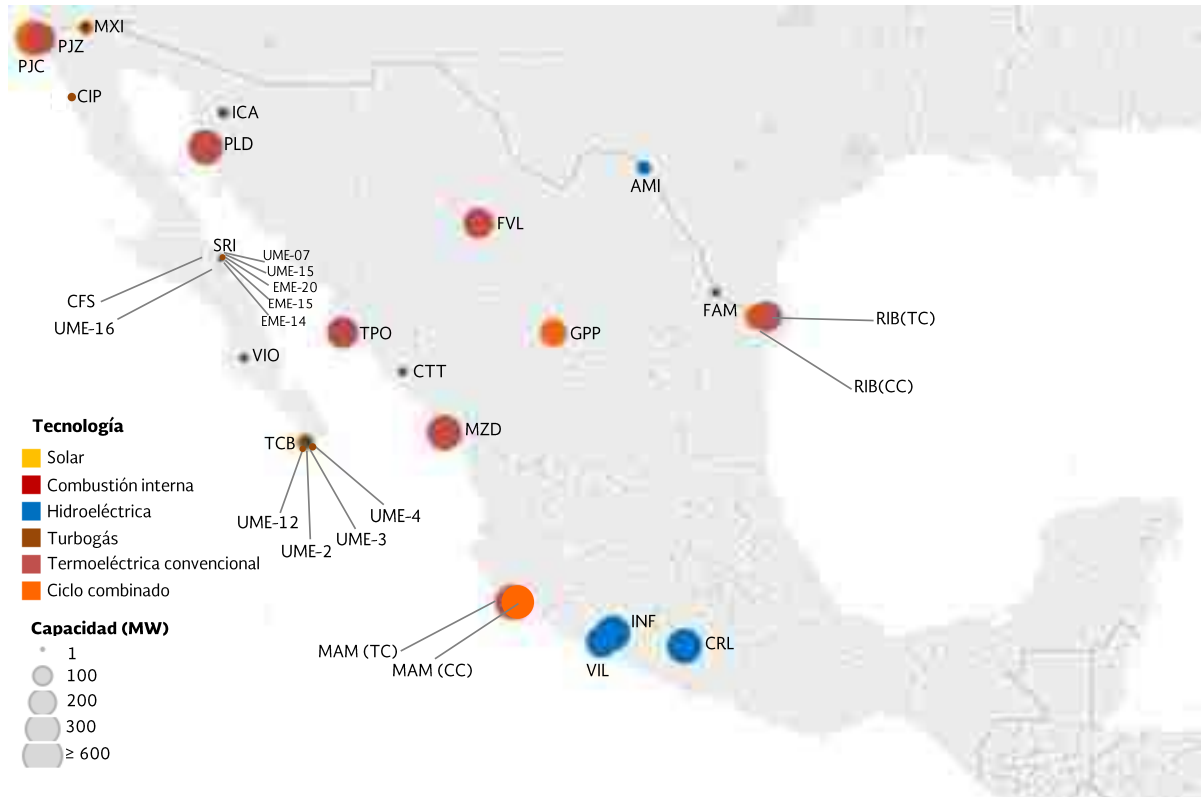 MXI
PJZ
PJC
CIP
ICA
PLD
AMI
FVL
SRI
UME-07
UME-15
EME-20
EME-15
EME-14
CFS
UME-16
FAM
RIB(TC)
TPO
GPP
VIO
CTT
RIB(CC)
MZD
TCB
UME-12
UME-4
UME-3
UME-2
Tecnología
Solar
Combustión interna
Hidroeléctrica
Turbogás
Termoeléctrica convencional
Ciclo combinado
INF
CRL
MAM (TC)
MAM (CC)
VIL
Capacidad (MW)
1
100
200
300
≥ 600